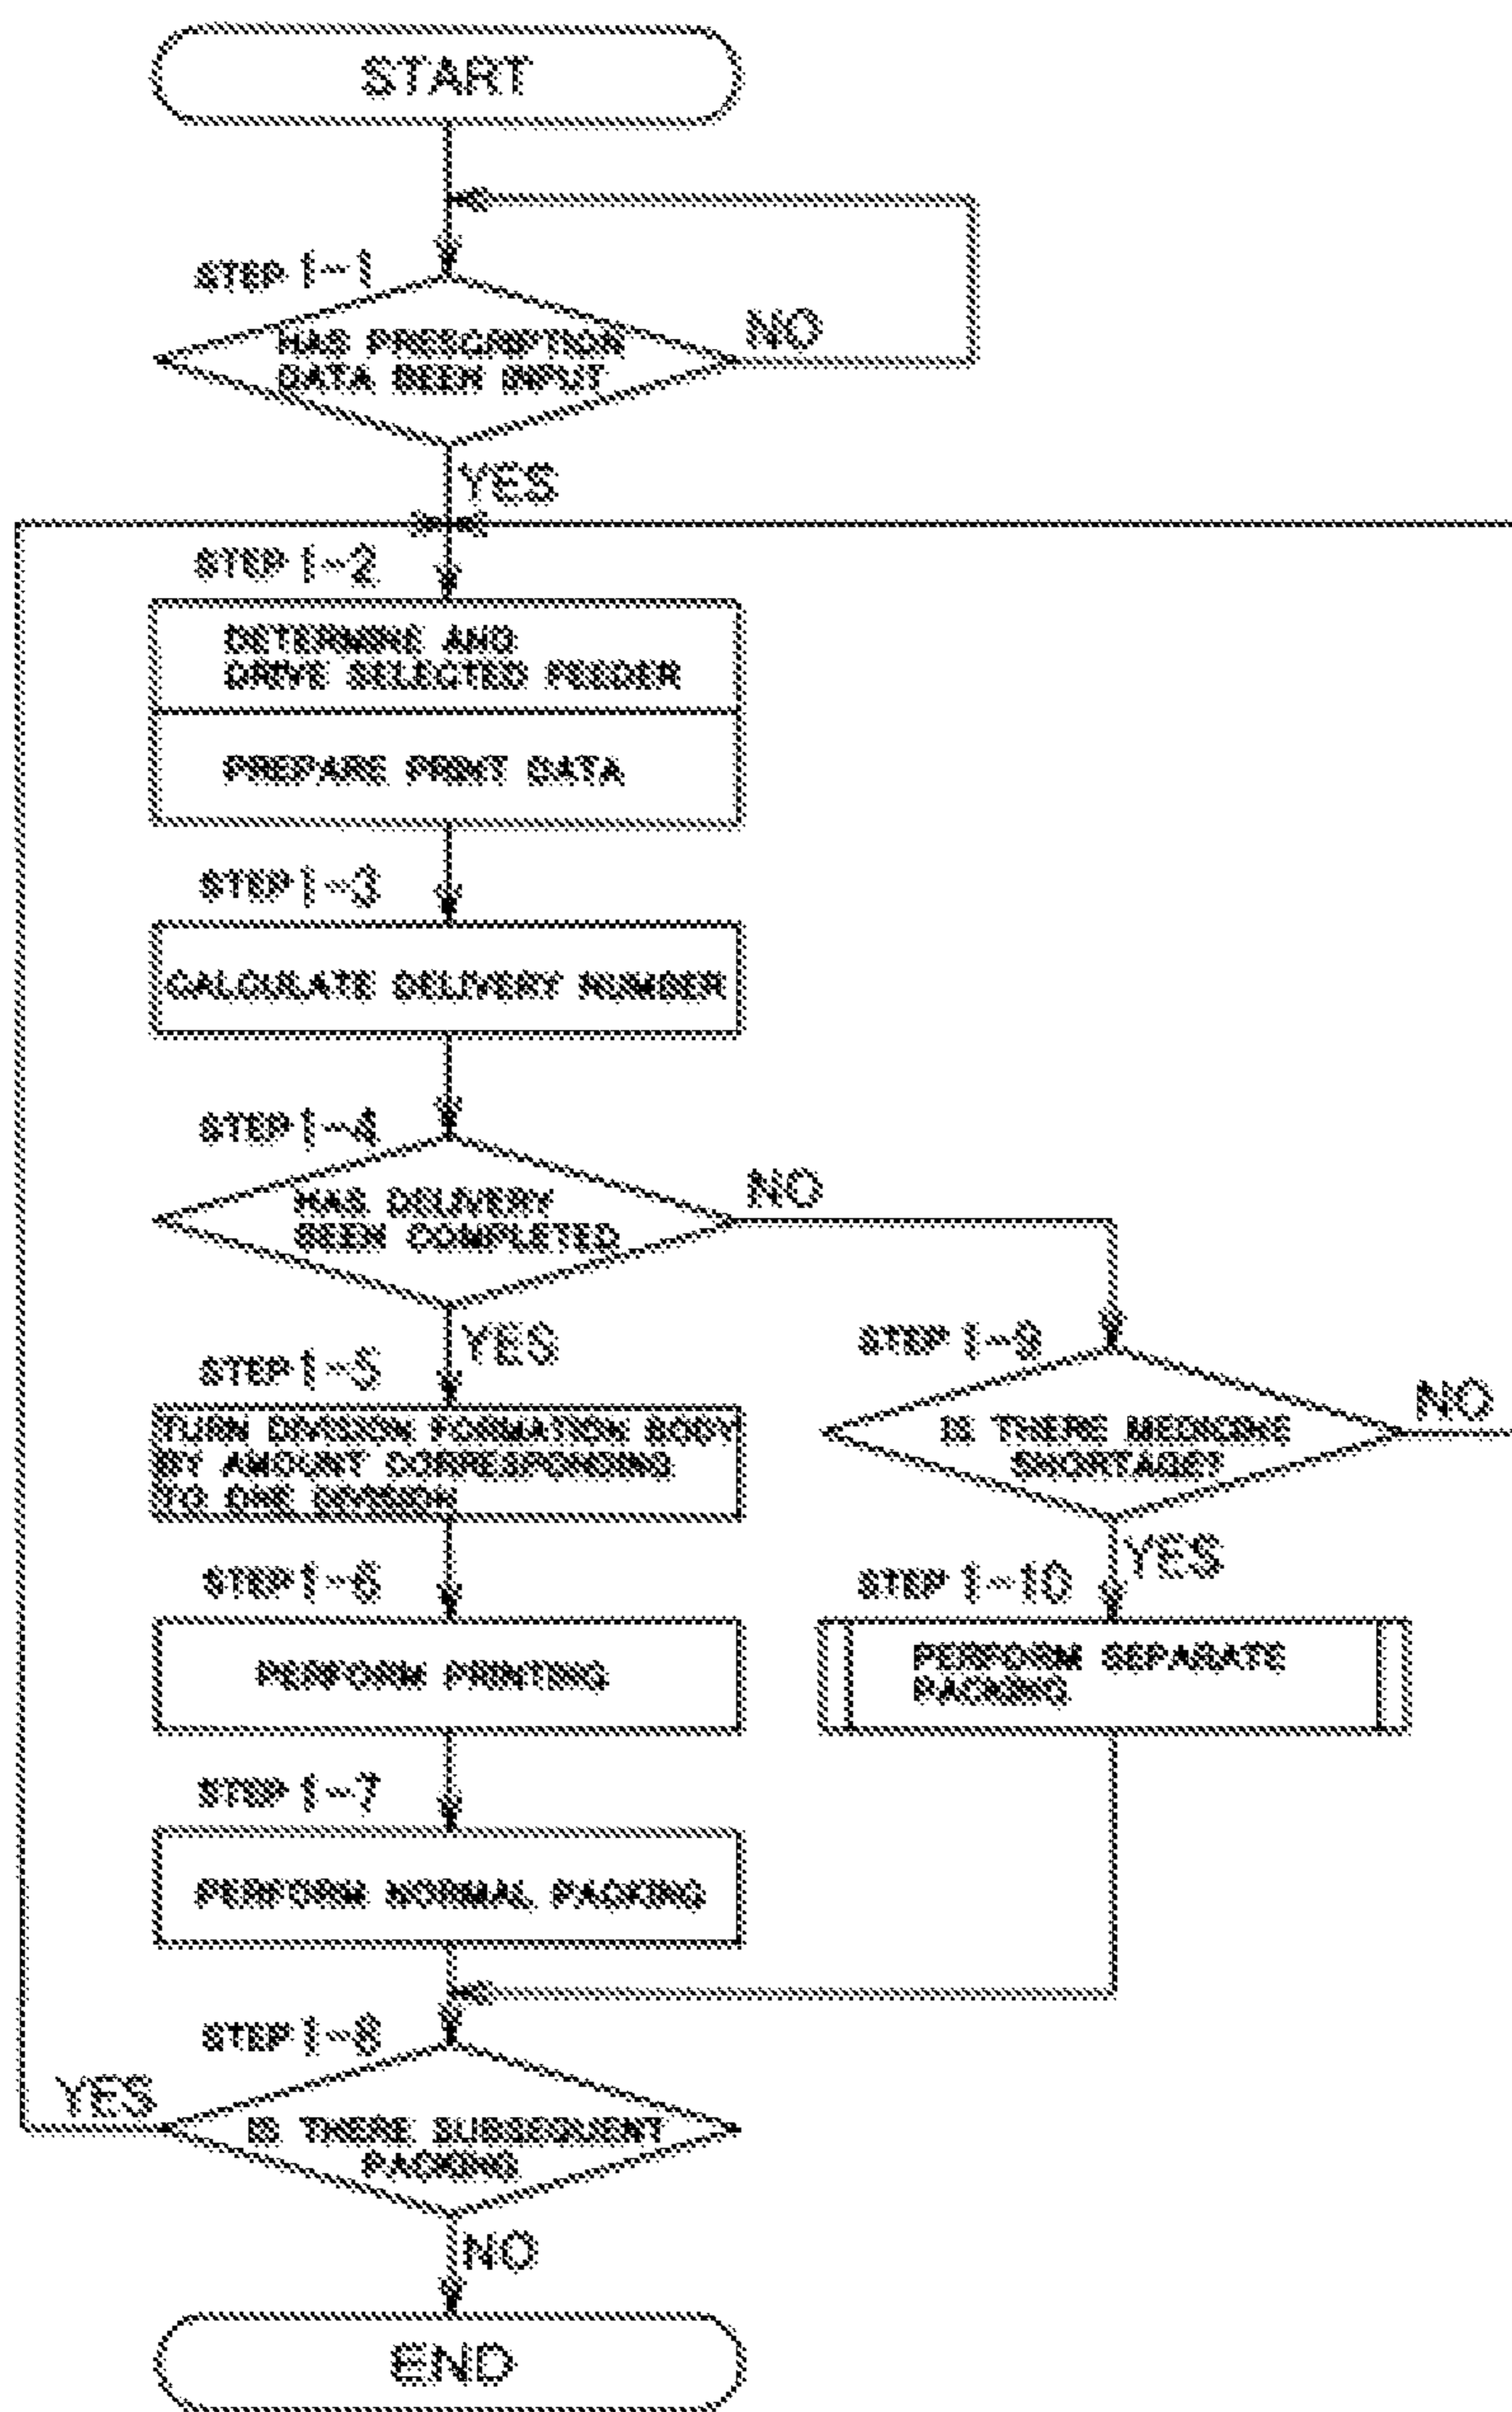 START
STEP 1-1
HAS PRESCRIPTION
DATA BEEN INPUT
NO
YES
STEP 1-2
DETERMINE AND
DRIVE SELECTED FEEDER
PREPARE PRINT DATA
STEP 1-3
CALCULATE DELIVERY NUMBER
STEP 1-4
HAS DELIVERY
BEEN COMPLETED
NO
YES
STEP 1-5
TURN DIVISION FORMATION BODY
BY AMOUNT CORRESPONDING
TO ONE DIVISION
STEP 1-9
IS THERE MEDICINE
SHORTAGE?
NO
YES
STEP 1-6
PERFORM PRINTING
STEP 1-10
PERFORM SEPARATE
PACKING
STEP 1-7
PERFORM NORMAL PACKING
STEP 1-8
YES
IS THERE SUBSEQUENT
PACKING
NO
END